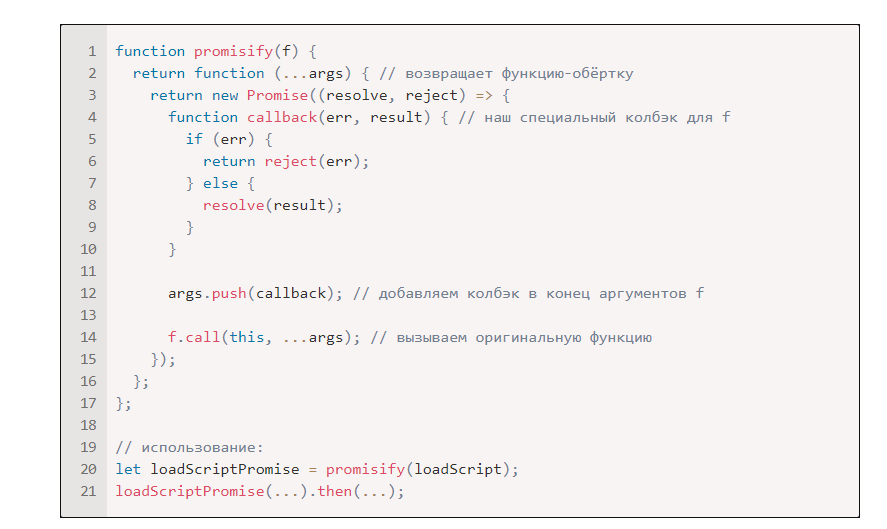 1 function promisify(f) {
2 return function (...args) { // возвращает функцию-обёртку
3 return new Promise((resolve, reject) => {
4 function callback(err, result) { // наш специальный колбэк для f
5 if (err) {
6 return reject(err);
7 } else {
8 resolve(result);
9 }
10 }
11
12 args.push(callback); // добавляем колбэк в конец аргументов f
13
14 f.call(this, ...args); // вызываем оригинальную функцию
15 });
16 };
17 };
18
19 // использование:
20 let loadScriptPromise = promisify(loadScript);
21 loadScriptPromise(...).then(...);